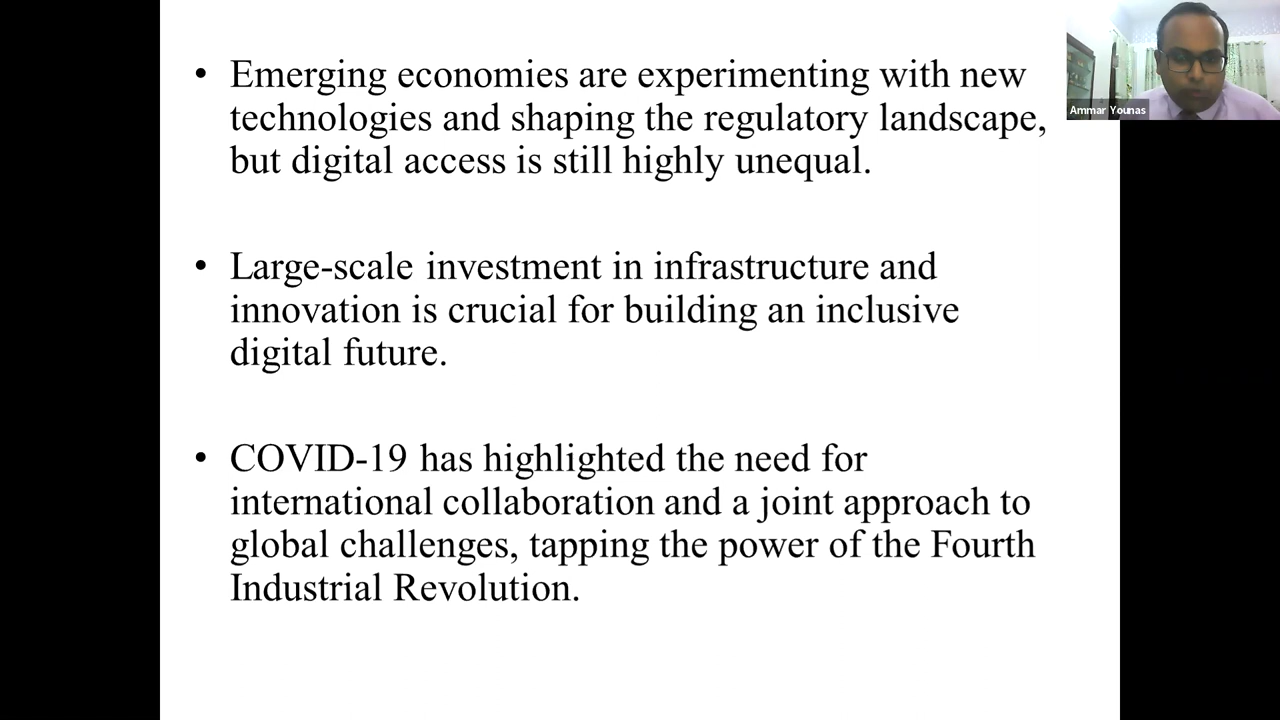 • Emerging economies are experimenting with new
technologies and shaping the regulatory landscape,
but digital access is still highly unequal.
• Large-scale investment in infrastructure and
innovation is crucial for building an inclusive
digital future.
• COVID-19 has highlighted the need for
international collaboration and a joint approach to
global challenges, tapping the power of the Fourth
Industrial Revolution.
Ammar Younas